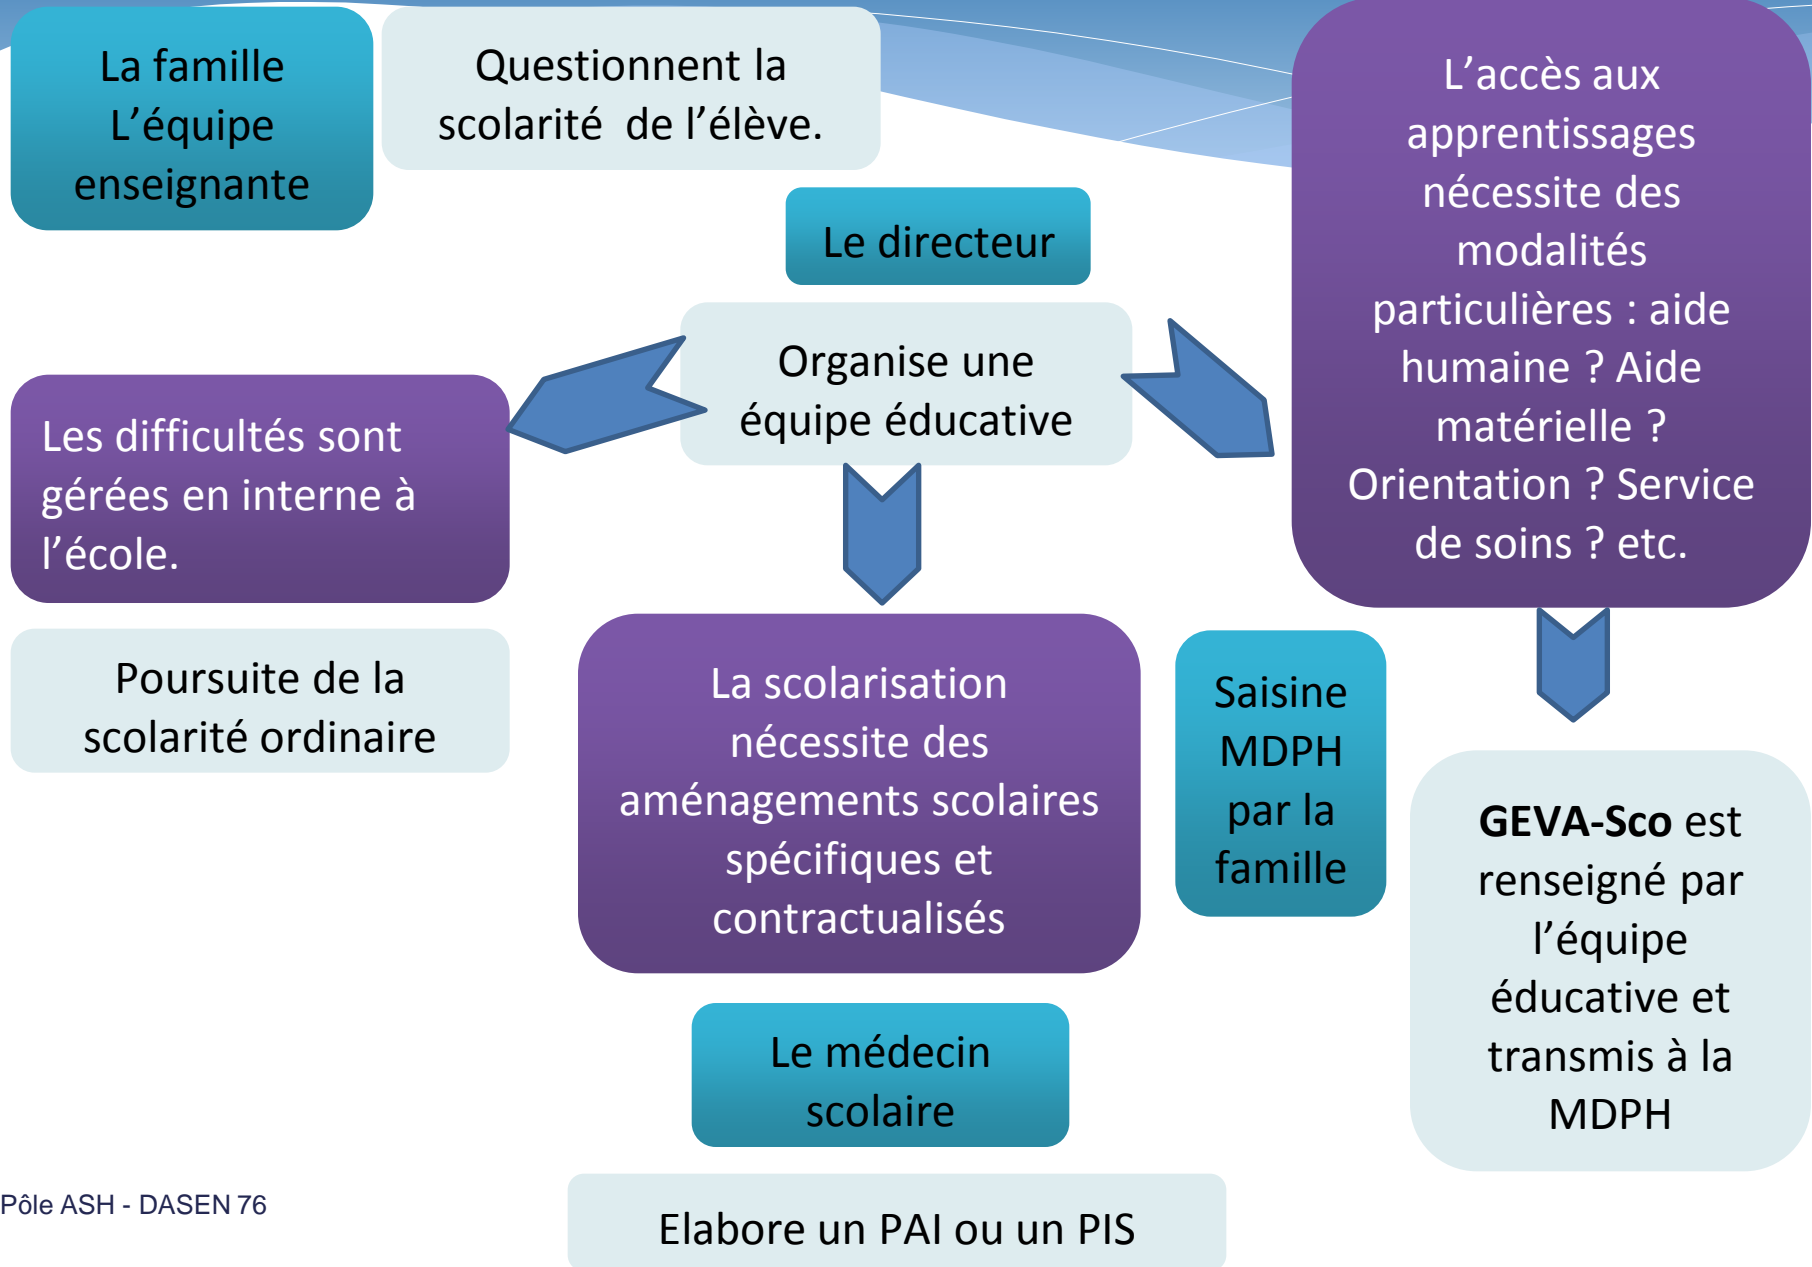 La famille
L’équipe
enseignante
Questionnent la
scolarité  de l’élève.
Le directeur
Organise une
équipe éducative
Les difficultés sont
gérées en interne à
l’école.
Poursuite de la
scolarité ordinaire
La scolarisation
nécessite des
aménagements scolaires
spécifiques et
contractualisés
Le médecin
scolaire
Elabore un PAI ou un PIS
L’accès aux
apprentissages
nécessite des
modalités
particulières : aide
humaine ? Aide
matérielle ?
Orientation ? Service
de soins ? etc.
Saisine
MDPH
par la
famille
GEVA-Sco est
renseigné par
l’équipe
éducative et
transmis à la
MDPH
Pôle ASH - DASEN 76